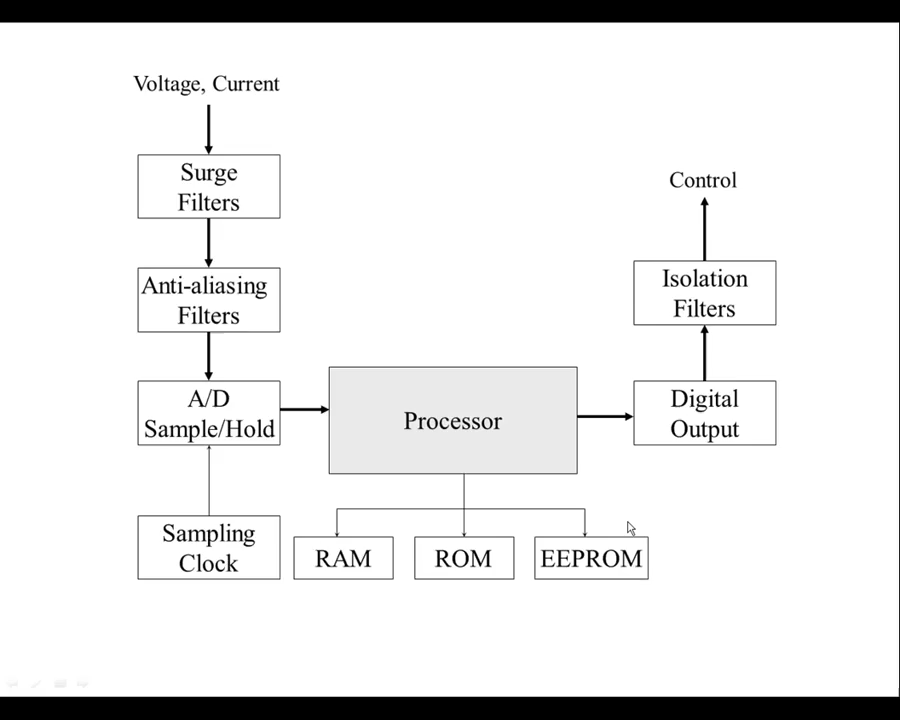 Voltage, Current
Surge
Filters
Anti-aliasing
Filters
A/D
Sample/Hold
Sampling
Clock
Processor
RAM
ROM
EEPROM
Control
Isolation
Filters
Digital
Output